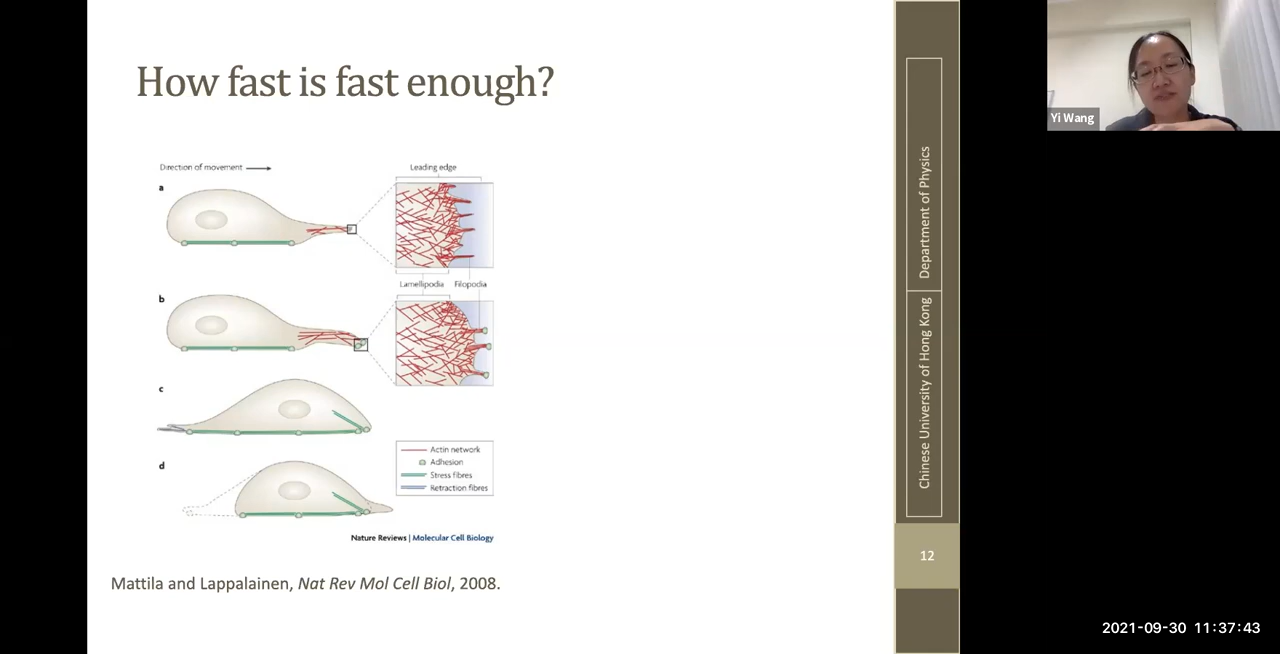 How fast is fast enough?
Direction of movement
Leading edge
a
Lamellipodia
Filopodia
b
c
Actin network
Adhesion
Stress fibres
Retraction fibres
d
Nature Reviews | Molecular Cell Biology
Mattila and Lappalainen, Nat Rev Mol Cell Biol, 2008.
Department of Physics
Chinese University of Hong Kong
12
Yi Wang
2021-09-30 11:37:43